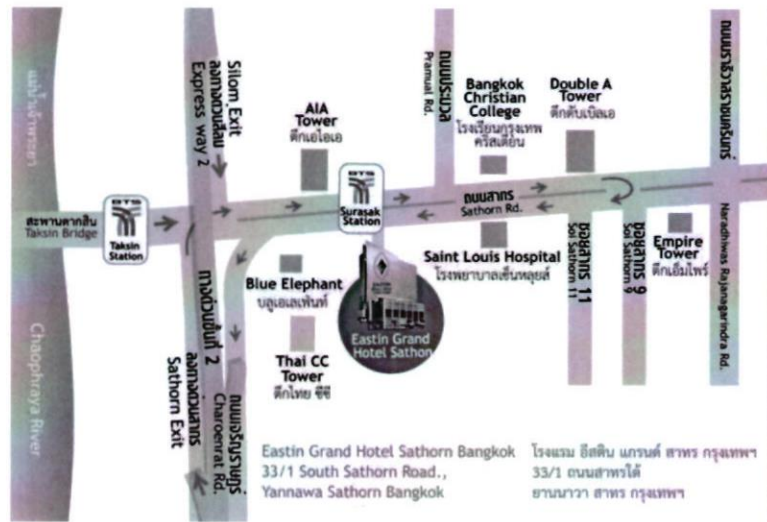 แม่น้ำเจ้าพระยา
Chaophraya River
สะพานตากสิน
Taksin Bridge
BTS
Taksin
Station
Silom Exit
ลงทางด่วนสีลม
Express way 2
ทางด่วนขั้นที่ 2
ลงทางด่วนสาทร
Sathorn Exit
ถนนเจริญราษฎร์
Charoenrat Rd.
AIA
Tower
ตึกเอไอเอ
BTS
Surasak
Station
ถนนประมวล
Pramual Rd.
Bangkok
Christian
College
โรงเรียนกรุงเทพ
คริสเตียน
Double A
Tower
ตึกดับเบิลเอ
ถนนนราธิวาสราชนครินทร์
Naradhiwas Rajanagarindra Rd.
ถนนสาทร
Sathorn Rd.
Blue Elephant
บลูเอเลเฟ่นท์
Thai CC
Tower
ตึกไทย ซีซี
Eastin Grand
Hotel Sathon
Saint Louis Hospital
โรงพยาบาลเซ็นหลุยส์
ซอยสาทร 11
Soi Sathorn 11
ซอยสาทร 9
Soi Sathorn 9
Empire
Tower
ตึกเอ็มไพร์
Eastin Grand Hotel Sathorn Bangkok
33/1 South Sathorn Road.,
Yannawa Sathorn Bangkok
โรงแรม อีสติน แกรนด์ สาทร กรุงเทพฯ
33/1 ถนนสาทรใต้
ยานนาวา สาทร กรุงเทพฯ